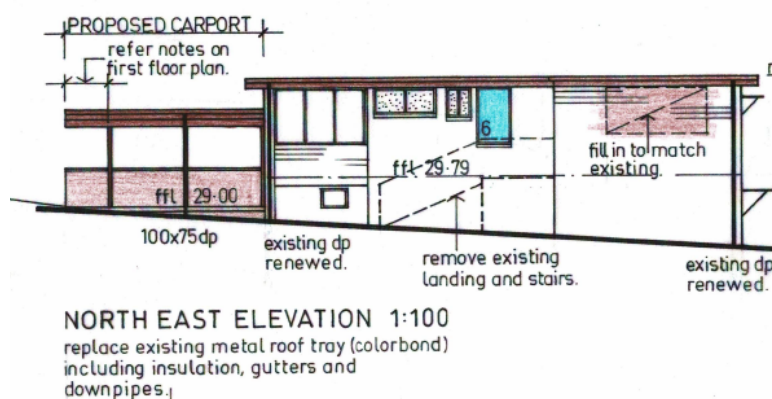 PROPOSED CARPORT
refer notes on
first floor plan.
6
ffl 29·79
fill in to match
existing.
ffl 29·00
100x75dp
existing dp
renewed.
remove existing
landing and stairs.
existing dp
renewed.
NORTH EAST ELEVATION 1:100
replace existing metal roof tray (colorbond)
including insulation, gutters and
downpipes.